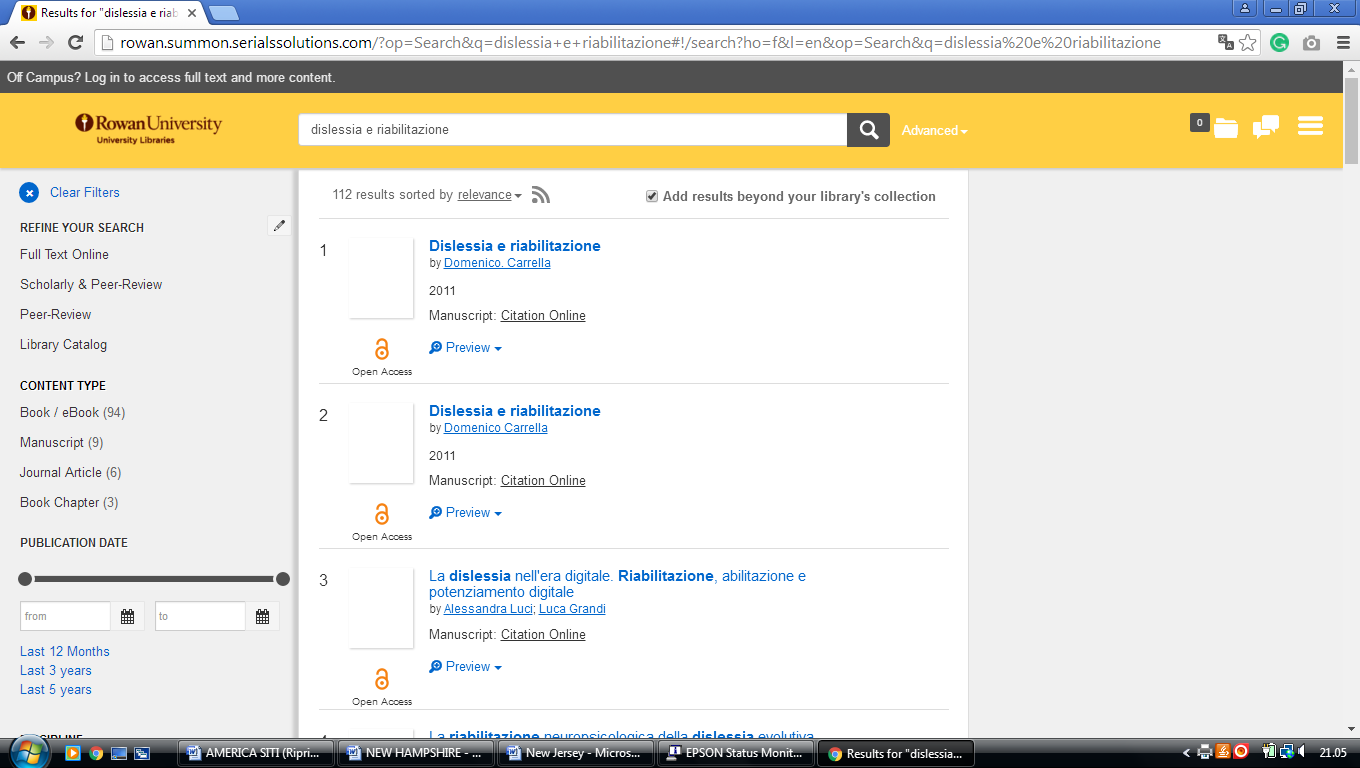 Results for "dislessia e riab
rowan.summon.serialssolutions.com/?op=Search&q=dislessia+e+riabilitazione#!/search?ho=f&l=en&op=Search&q=dislessia%20e%20riabilitazione
Off Campus? Log in to access full text and more content.
Rowan University
University Libraries
dislessia e riabilitazione
Advanced
0
Clear Filters
REFINE YOUR SEARCH
Full Text Online
Scholarly & Peer-Review
Peer-Review
Library Catalog
CONTENT TYPE
Book / eBook (94)
Manuscript (9)
Journal Article (6)
Book Chapter (3)
PUBLICATION DATE
from
to
Last 12 Months
Last 3 years
Last 5 years
DISCIPLINE
112 results sorted by relevance
Add results beyond your library's collection
1
Dislessia e riabilitazione
by Domenico. Carrella
2011
Manuscript: Citation Online
Preview
Open Access
2
Dislessia e riabilitazione
by Domenico Carrella
2011
Manuscript: Citation Online
Preview
Open Access
3
La dislessia nell'era digitale. Riabilitazione, abilitazione e
potenziamento digitale
by Alessandra Luci; Luca Grandi
Manuscript: Citation Online
Preview
Open Access
La riabilitazione neuropsicologica della dislessia evolutiva
AMERICA SITI (Ripri...
NEW HAMPSHIRE - ...
New Jersey - Micros...
EPSON Status Monit...
Results for "dislessia...
21.05